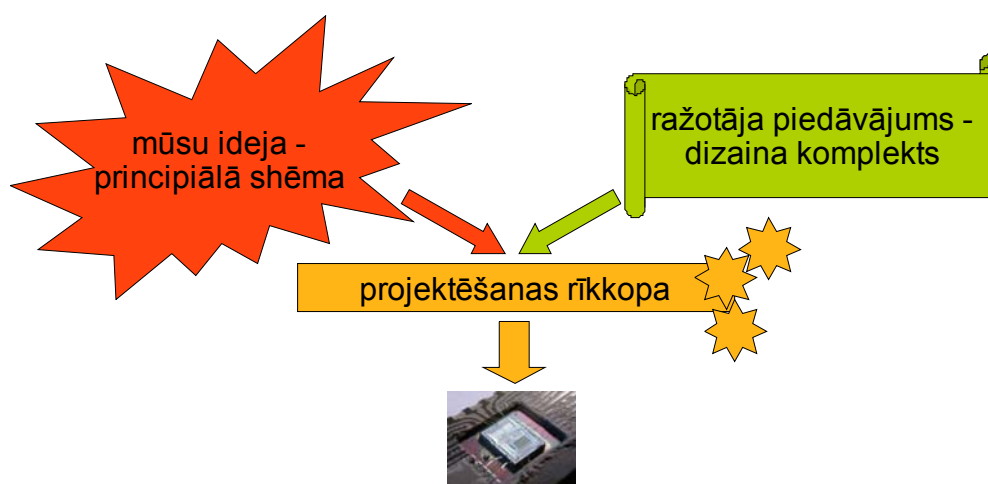 mūsu ideja -
principiālā shēma
ražotāja piedāvājums -
dizaina komplekts
projektēšanas rīkkopa